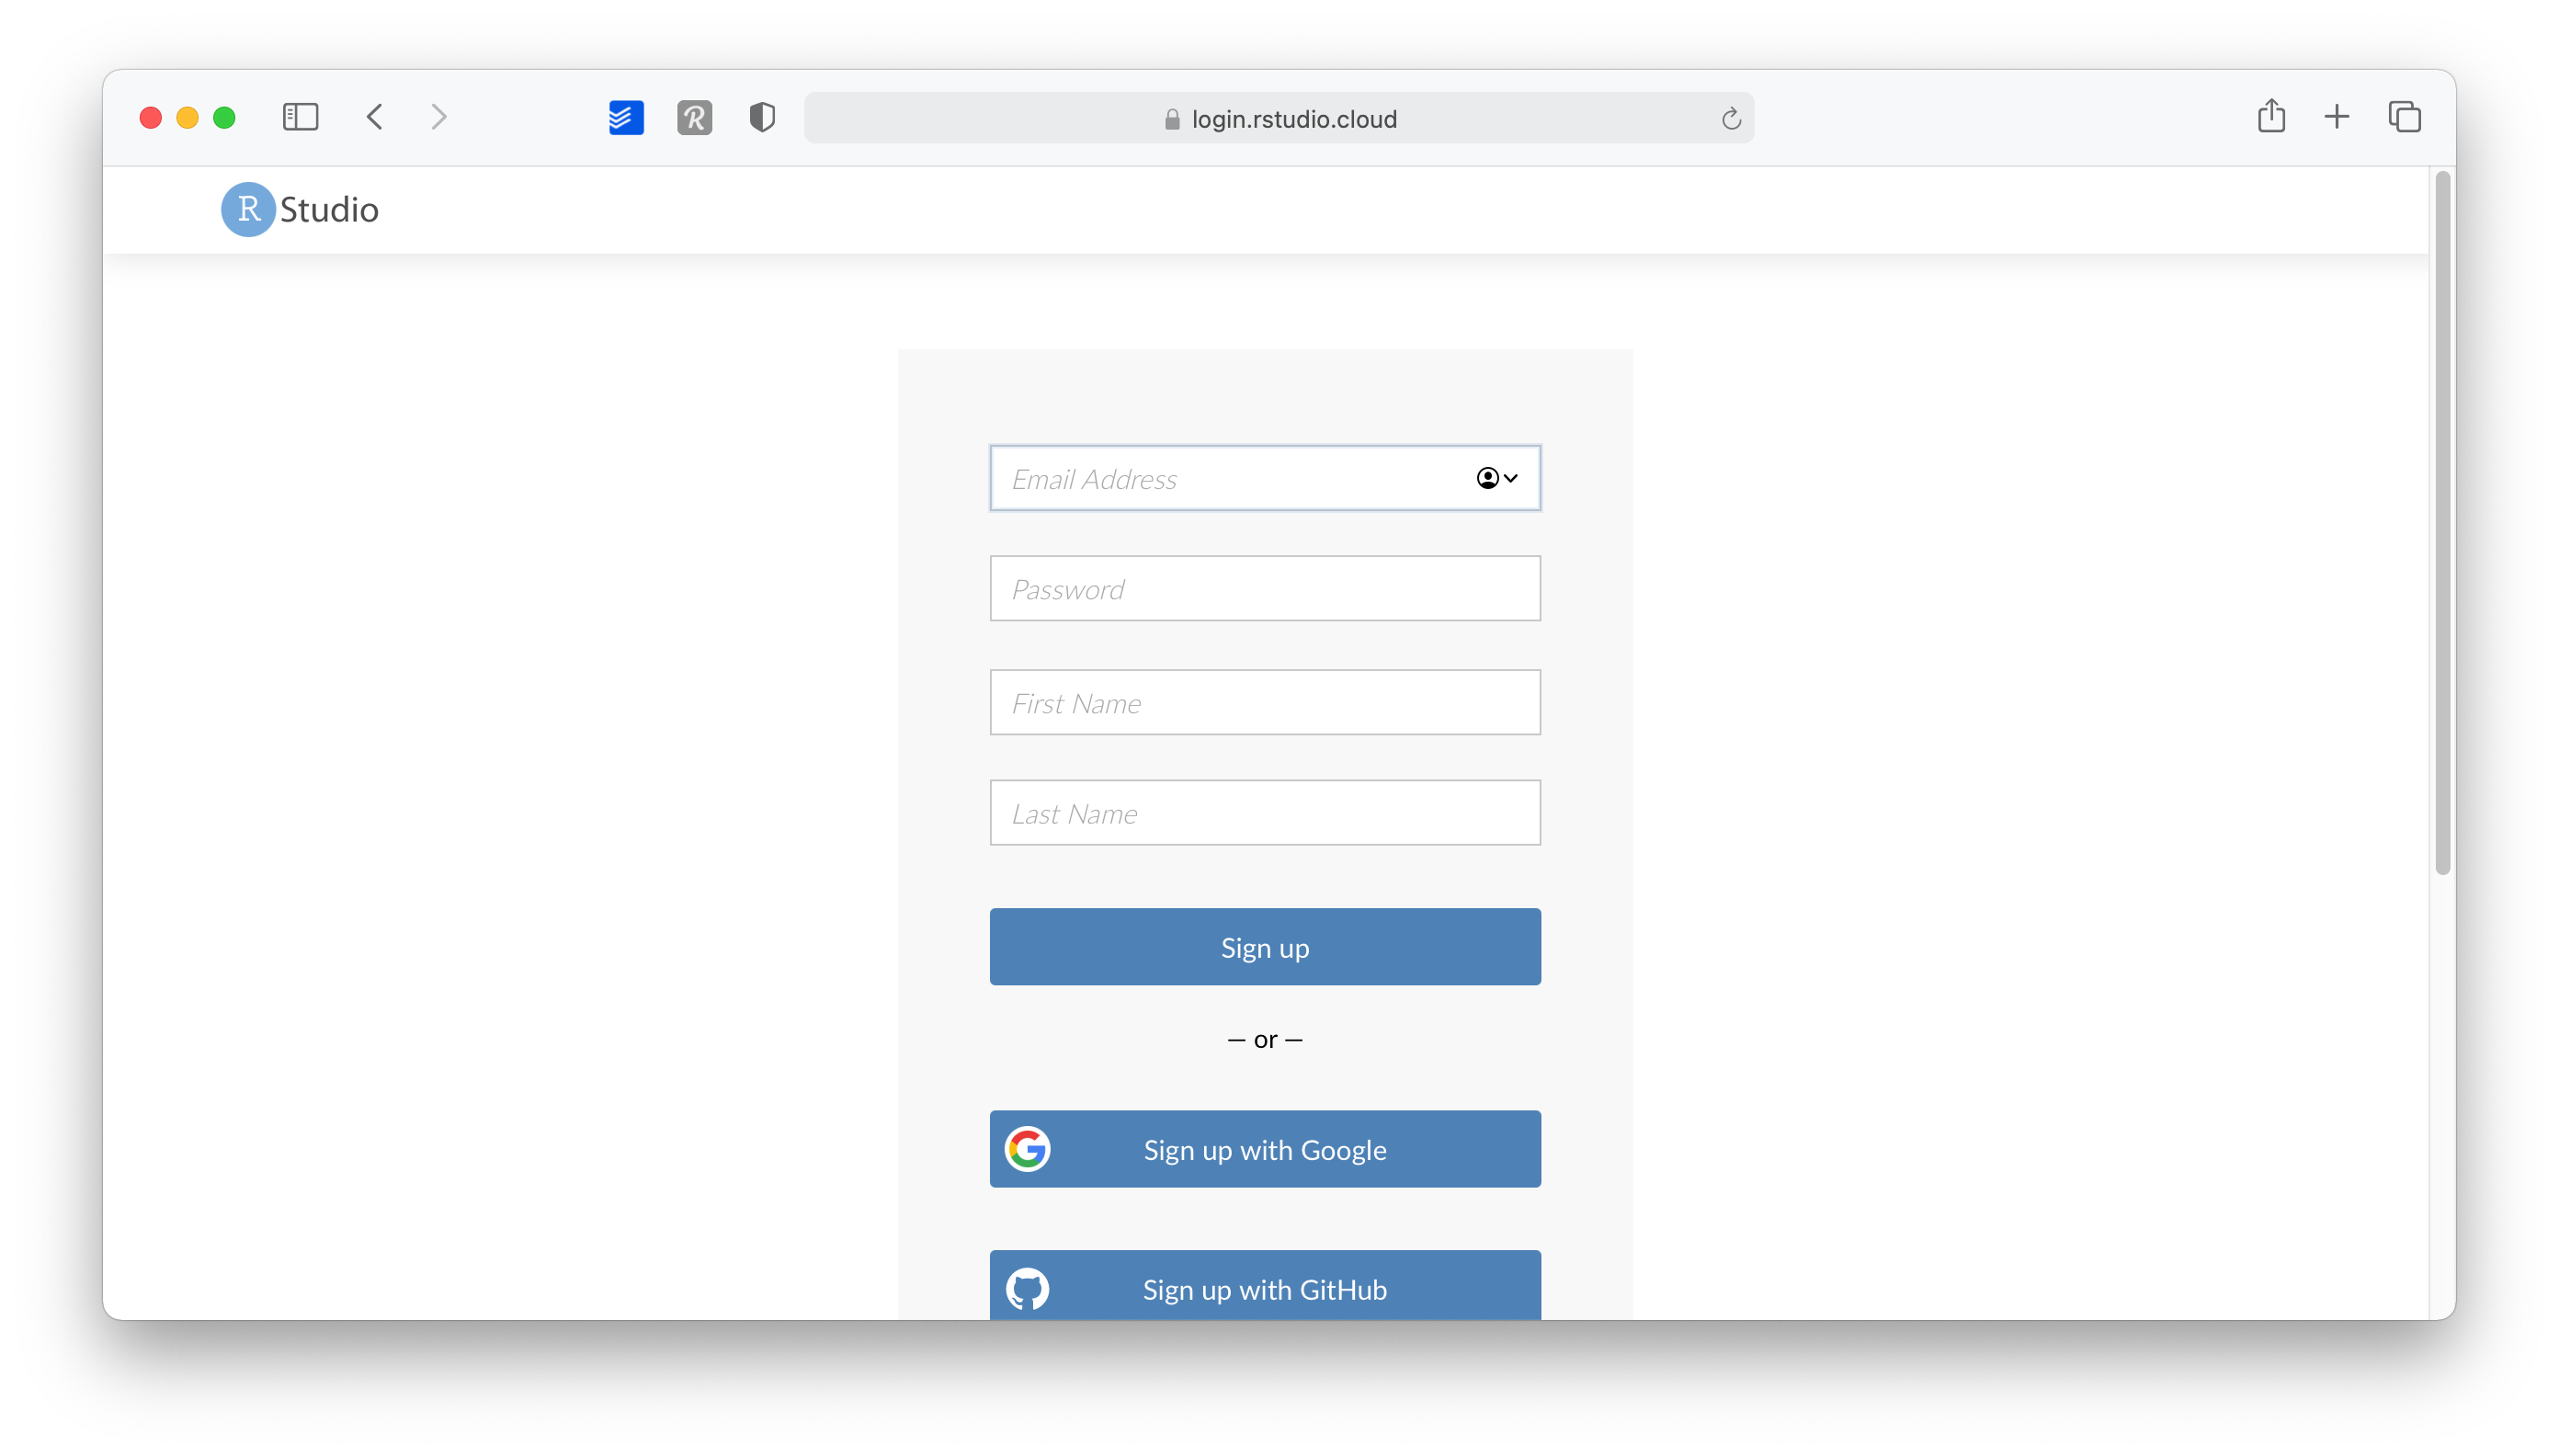 login.rstudio.cloud
R Studio
Email Address
Password
First Name
Last Name
Sign up
— or —
Sign up with Google
Sign up with GitHub